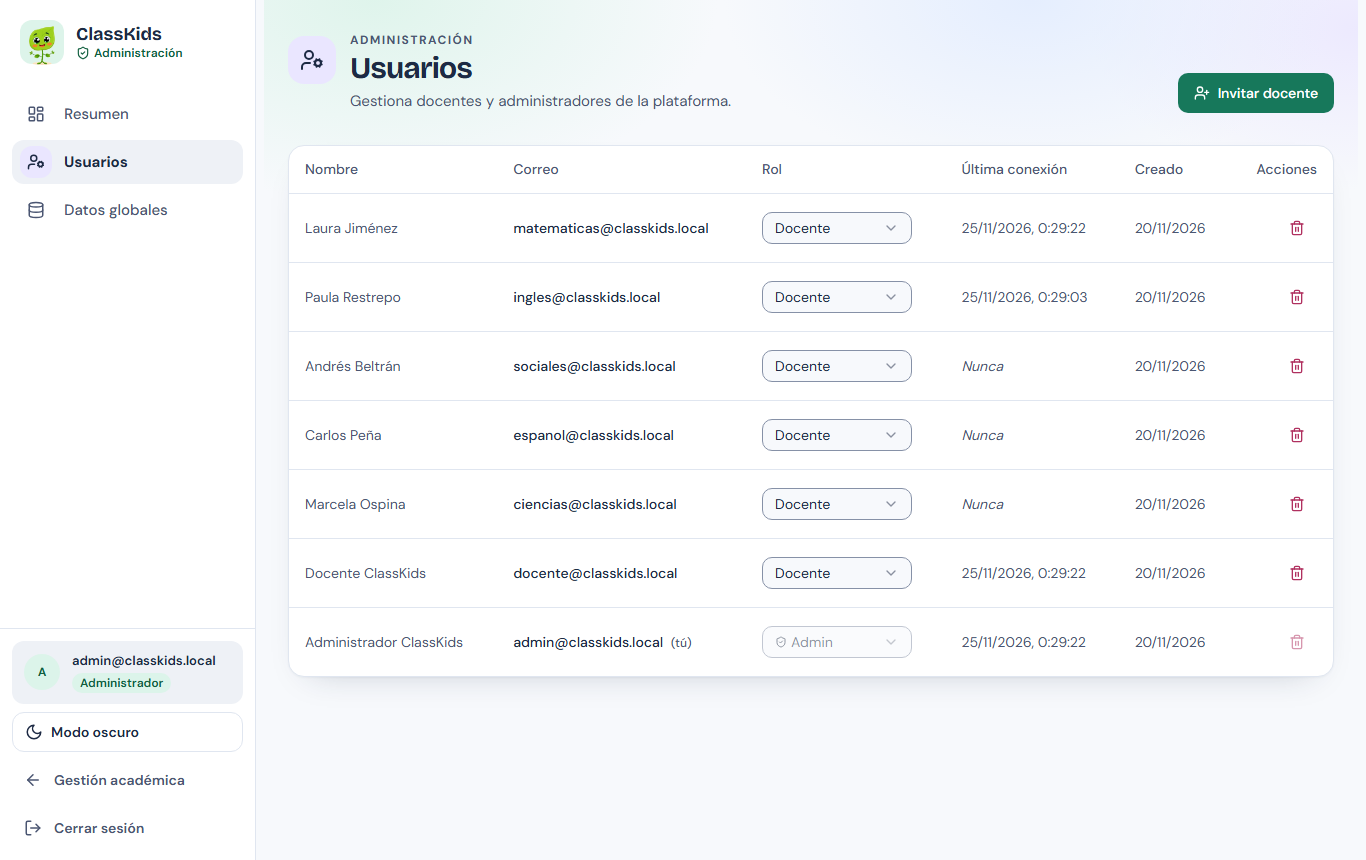 ClassKids
Administración
Resumen
Usuarios
Datos globales
admin@classkids.local
A
Administrador
Modo oscuro
Gestión académica
Cerrar sesión
ADMINISTRACIÓN
Usuarios
Gestiona docentes y administradores de la plataforma.
Invitar docente
Nombre Correo Rol Última conexión Creado Acciones
Laura Jiménez matematicas@classkids.local Docente 25/11/2026, 0:29:22 20/11/2026
Paula Restrepo ingles@classkids.local Docente 25/11/2026, 0:29:03 20/11/2026
Andrés Beltrán sociales@classkids.local Docente Nunca 20/11/2026
Carlos Peña espanol@classkids.local Docente Nunca 20/11/2026
Marcela Ospina ciencias@classkids.local Docente Nunca 20/11/2026
Docente ClassKids docente@classkids.local Docente 25/11/2026, 0:29:22 20/11/2026
Administrador ClassKids admin@classkids.local (tú) Admin 25/11/2026, 0:29:22 20/11/2026